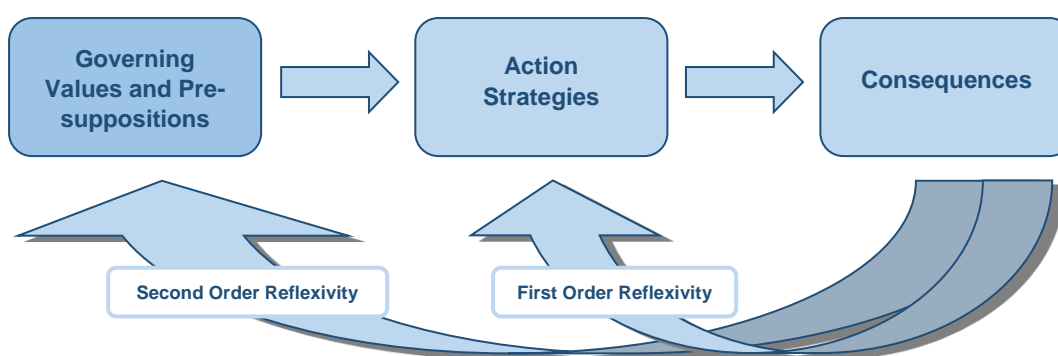 Governing
Values and Pre-
suppositions
Action
Strategies
Consequences
Second Order Reflexivity
First Order Reflexivity